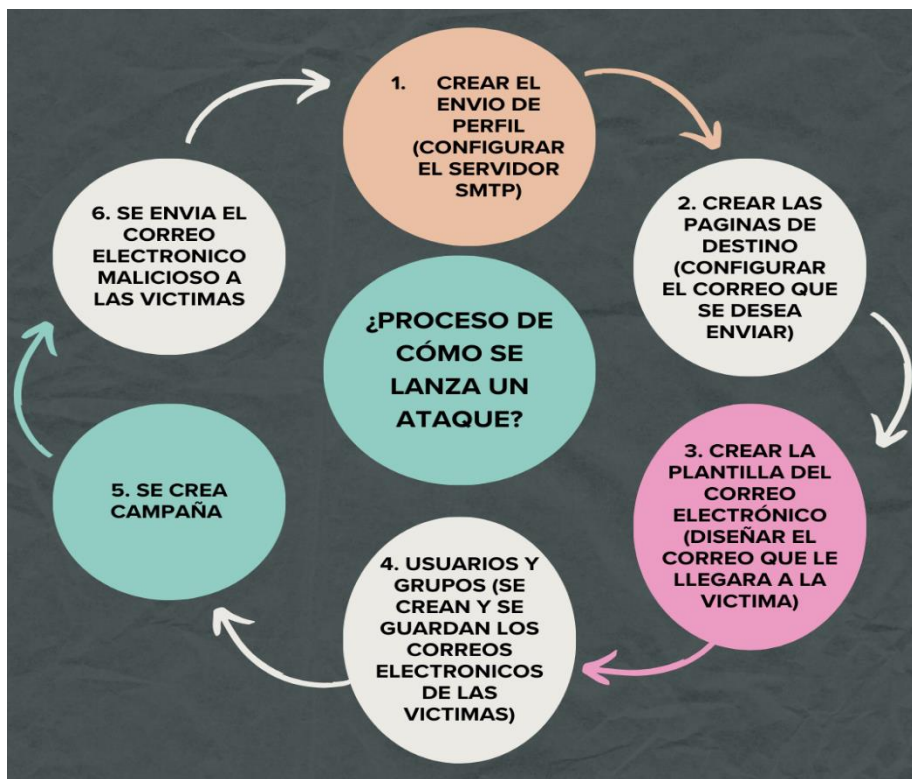 1. CREAR EL
ENVIO DE
PERFIL
(CONFIGURAR
EL SERVIDOR
SMTP)
2. CREAR LAS
PAGINAS DE
DESTINO
(CONFIGURAR
EL CORREO QUE
SE DESEA
ENVIAR)
3. CREAR LA
PLANTILLA DEL
CORREO
ELECTRÓNICO
(DISEÑAR EL
CORREO QUE LE
LLEGARA A LA
VICTIMA)
4. USUARIOS Y
GRUPOS (SE
CREAN Y SE
GUARDAN LOS
CORREOS
ELECTRONICOS
DE LAS
VICTIMAS)
5. SE CREA
CAMPAÑA
6. SE ENVIA EL
CORREO
ELECTRONICO
MALICIOSO A
LAS VICTIMAS
¿PROCESO DE
CÓMO SE
LANZA UN
ATAQUE?